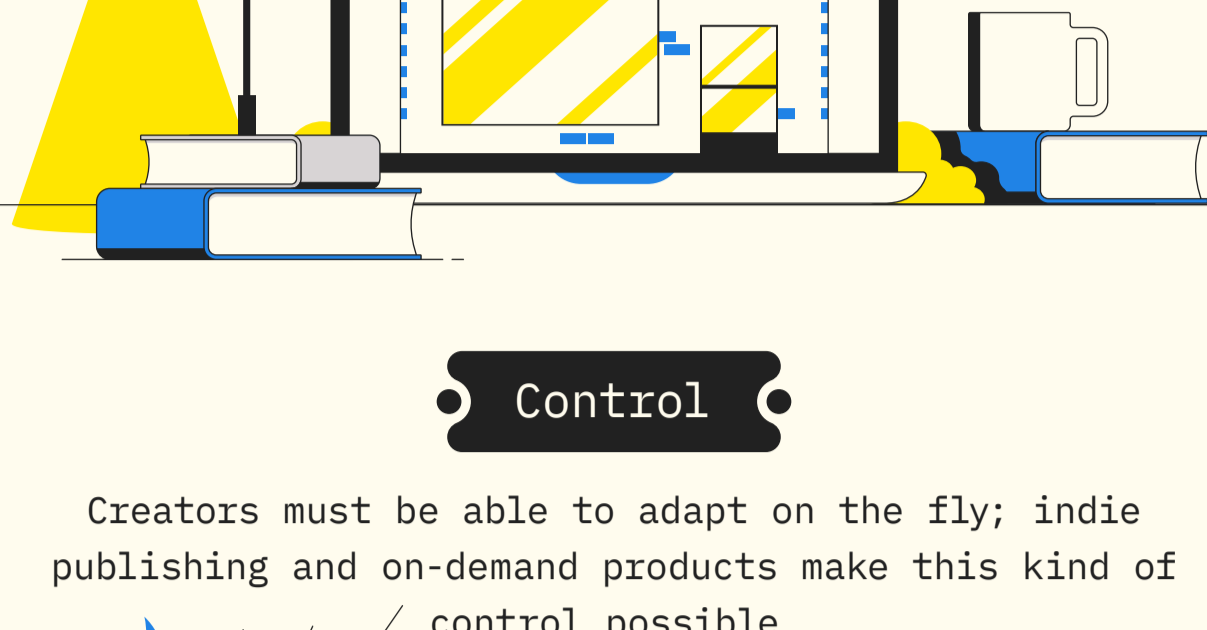 Control
Creators must be able to adapt on the fly; indie
publishing and on-demand products make this kind of
control possible